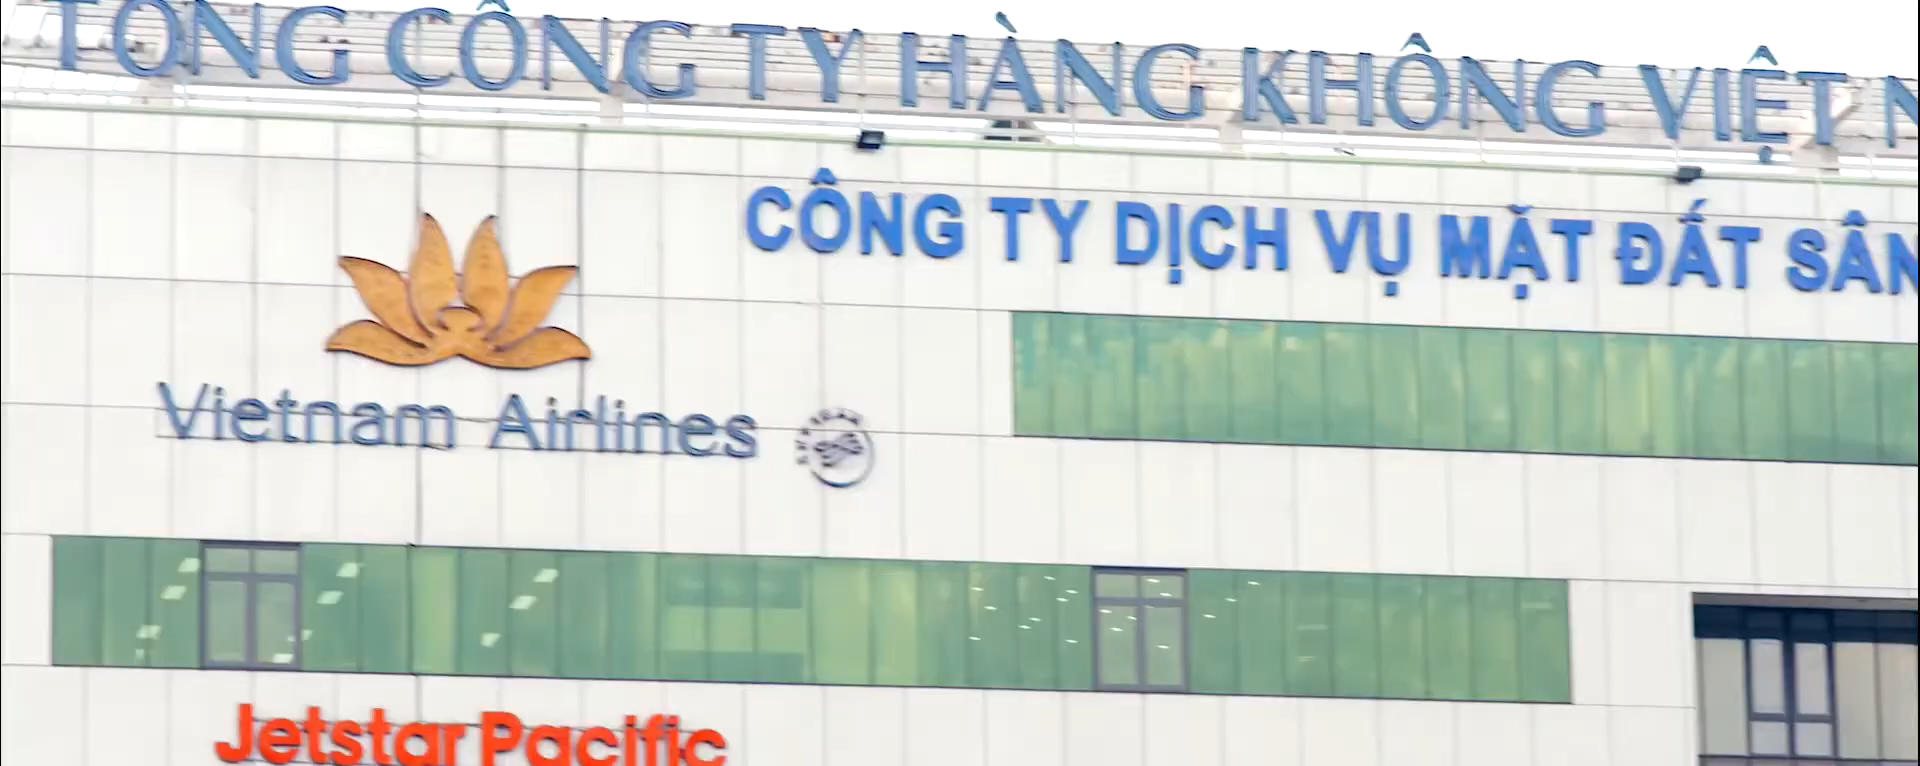 TỔNG CÔNG TY HÀNG KHÔNG VIỆT N
CÔNG TY DỊCH VỤ MẶT ĐẤT SÂN
Vietnam Airlines
Jetstar Pacific